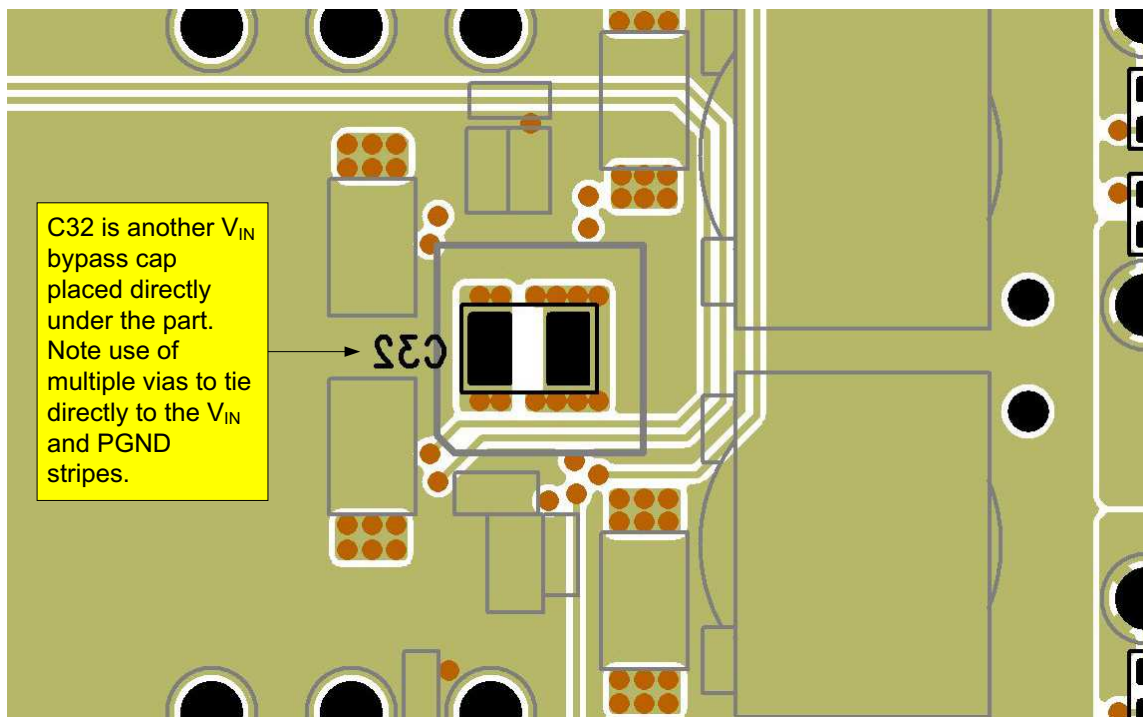 C32 is another VIN
bypass cap
placed directly
under the part.
Note use of
multiple vias to tie
directly to the VIN
and PGND
stripes.
C32